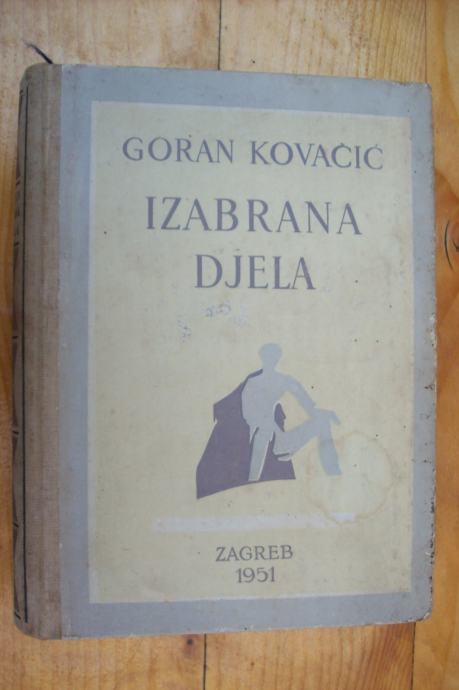 GORAN KOVAČIĆ
IZABRANA
DJELA
ZAGREB
1951